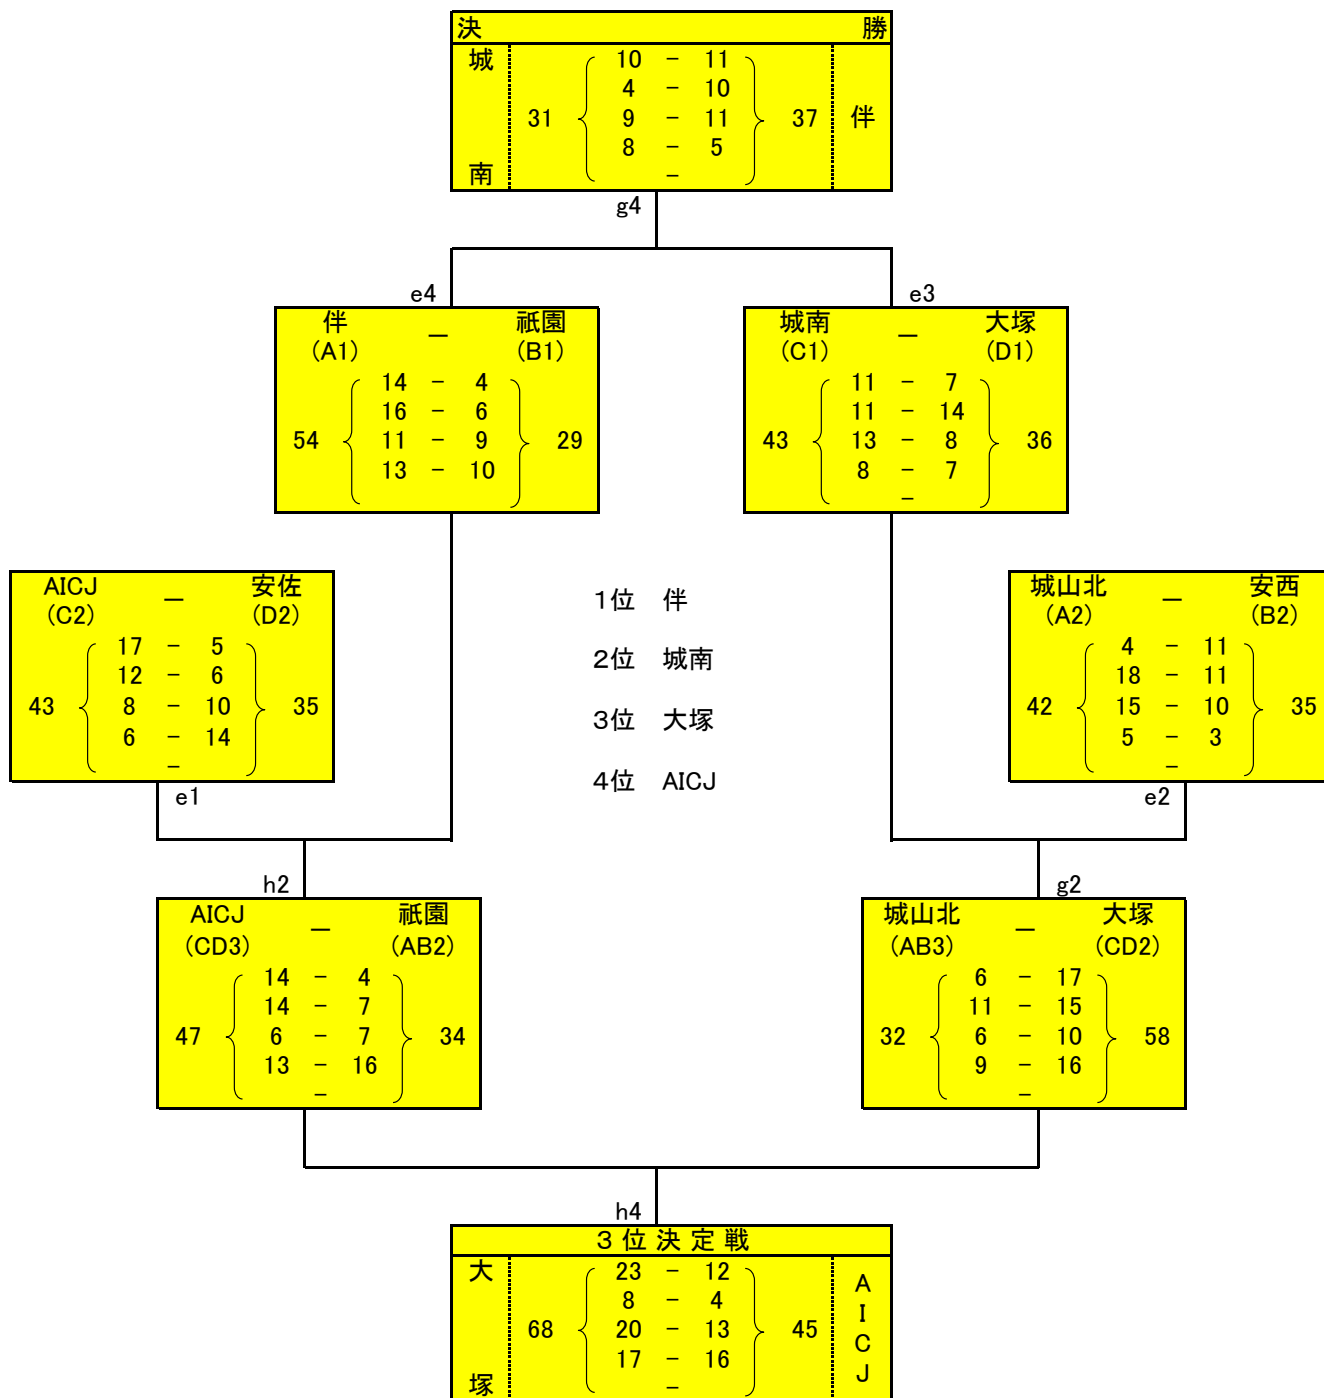 決 勝
城南 31 37 伴
10 － 11
4 － 10
9 － 11
8 － 5
－
g4
e4 e3
伴 － 祇園
(A1) (B1)
14 － 4
16 － 6
54 11 － 9 29
13 － 10
城南 － 大塚
(C1) (D1)
11 － 7
11 － 14
43 13 － 8 36
8 － 7
－
AICJ － 安佐
(C2) (D2)
17 － 5
12 － 6
43 8 － 10 35
6 － 14
－
e1
1位 伴
2位 城南
3位 大塚
4位 AICJ
城山北 － 安西
(A2) (B2)
4 － 11
18 － 11
42 15 － 10 35
5 － 3
－
e2
h2 g2
AICJ － 祇園
(CD3) (AB2)
14 － 4
14 － 7
47 6 － 7 34
13 － 16
－
城山北 － 大塚
(AB3) (CD2)
6 － 17
11 － 15
32 6 － 10 58
9 － 16
－
h4
3位決定戦
大塚 68 45 AICJ
23 － 12
8 － 4
20 － 13
17 － 16
－